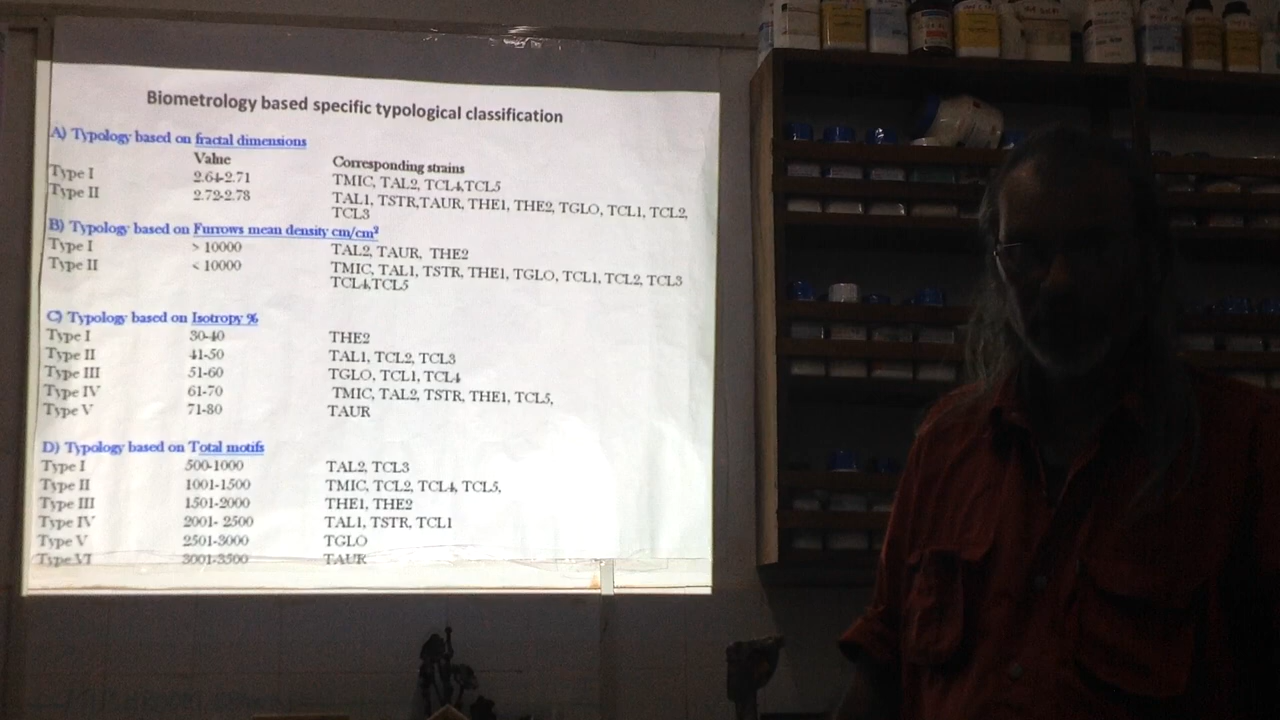 Biometrology based specific typological classification
A) Typology based on fractal dimensions
Value Corresponding strains
Type I 2.64-2.71 TMIC, TAL2, TCL4,TCL5
Type II 2.72-2.78 TAL1, TSTR,TAUR, THE1, THE2, TGLO, TCL1, TCL2,
TCL3
B) Typology based on Furrows mean density cm/cm²
Type I > 10000 TAL2, TAUR, THE2
Type II < 10000 TMIC, TAL1, TSTR, THE1, TGLO, TCL1, TCL2, TCL3
TCL4,TCL5
C) Typology based on Isotropy %
Type I 30-40 THE2
Type II 41-50 TAL1, TCL2, TCL3
Type III 51-60 TGLO, TCL1, TCL4
Type IV 61-70 TMIC, TAL2, TSTR, THE1, TCL5,
Type V 71-80 TAUR
D) Typology based on Total motifs
Type I 500-1000 TAL2, TCL3
Type II 1001-1500 TMIC, TCL2, TCL4, TCL5,
Type III 1501-2000 THE1, THE2
Type IV 2001- 2500 TAL1, TSTR, TCL1
Type V 2501-3000 TGLO
Type VI 3001-3500 TAUR